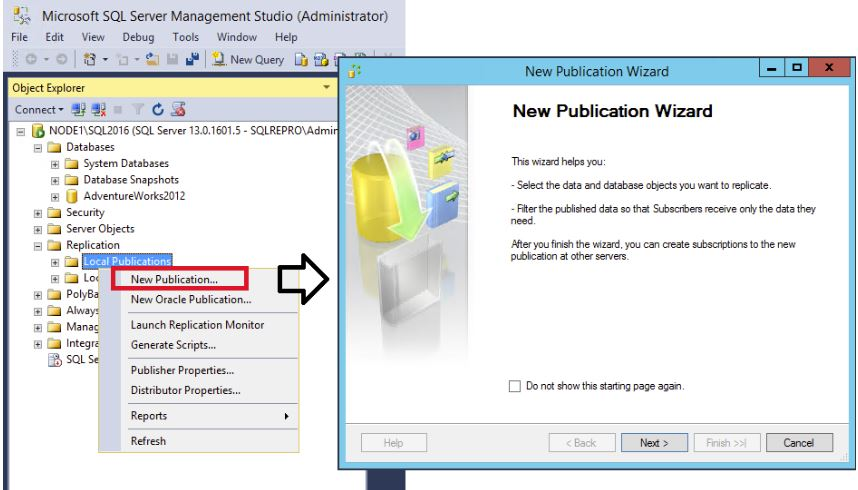 Microsoft SQL Server Management Studio (Administrator)
File Edit View Debug Tools Window Help
New Query
Object Explorer
Connect
NODE1\SQL2016 (SQL Server 13.0.1601.5 - SQLREPRO\Admin
Databases
System Databases
Database Snapshots
AdventureWorks2012
Security
Server Objects
Replication
Local Publications
Loc
PolyBa
Always
Manag
Integra
SQL Se
New Publication...
New Oracle Publication...
Launch Replication Monitor
Generate Scripts...
Publisher Properties...
Distributor Properties...
Reports
Refresh
New Publication Wizard
New Publication Wizard
This wizard helps you:
- Select the data and database objects you want to replicate.
- Filter the published data so that Subscribers receive only the data they
need.
After you finish the wizard, you can create subscriptions to the new
publication at other servers.
Do not show this starting page again.
Help < Back Next > Finish >>| Cancel